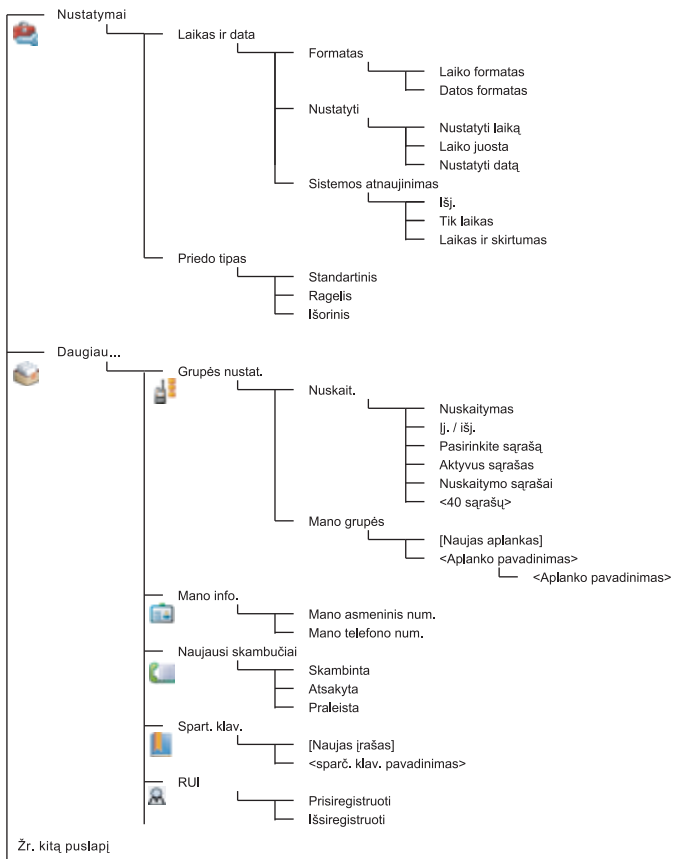 Nustatymai
Laikas ir data
Formatas
Laiko formatas
Datos formatas
Nustatyti
Nustatyti laiką
Laiko juosta
Nustatyti datą
Sistemos atnaujinimas
Išj.
Tik laikas
Laikas ir skirtumas
Priedo tipas
Standartinis
Ragelis
Išorinis
Daugiau...
Grupės nustat.
Nuskait.
Nuskaitymas
Įj. / išj.
Pasirinkite sąrašą
Aktyvus sąrašas
Nuskaitymo sąrašai
<40 sąrašų>
Mano grupės
[Naujas aplankas]
<Aplanko pavadinimas>
<Aplanko pavadinimas>
Mano info.
Mano asmeninis num.
Mano telefono num.
Naujausi skambučiai
Skambinta
Atsakyta
Praleista
Spart. klav.
[Naujas įrašas]
<sparč. klav. pavadinimas>
RUI
Prisiregistruoti
Išsiregistruoti
Žr. kitą puslapį